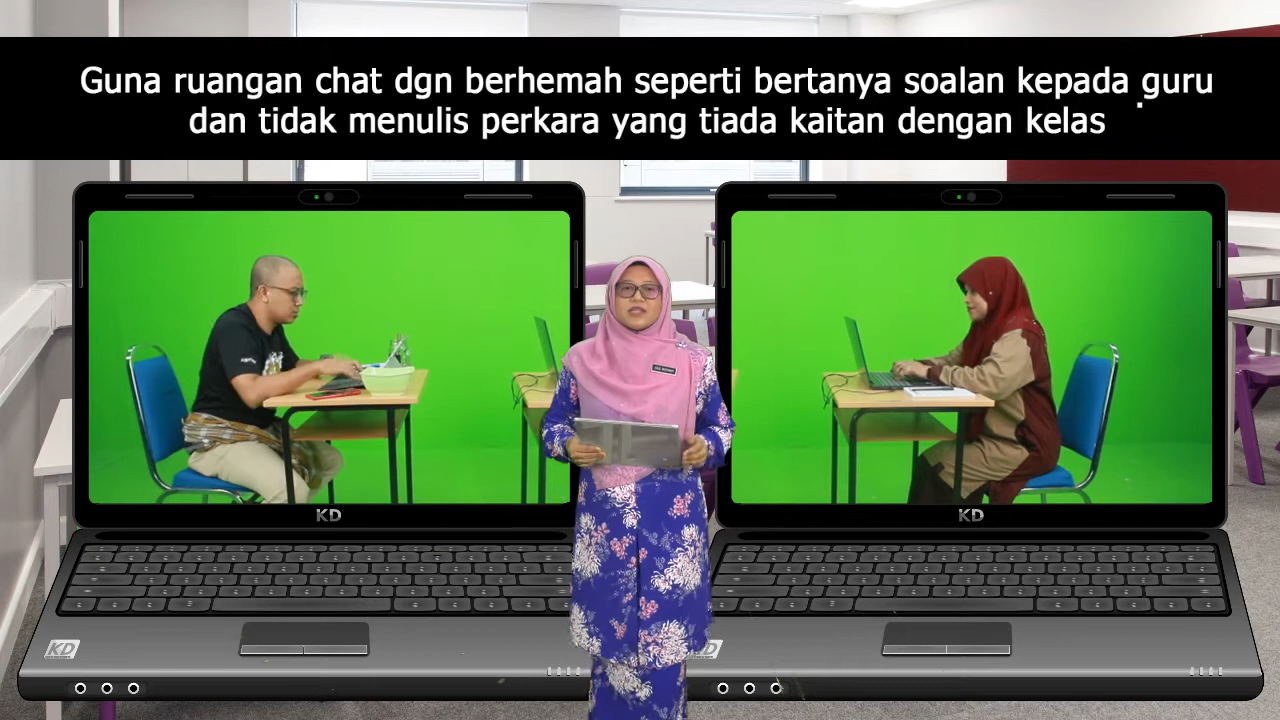 Guna ruangan chat dgn berhemah seperti bertanya soalan kepada guru
dan tidak menulis perkara yang tiada kaitan dengan kelas
KD
KD
KD